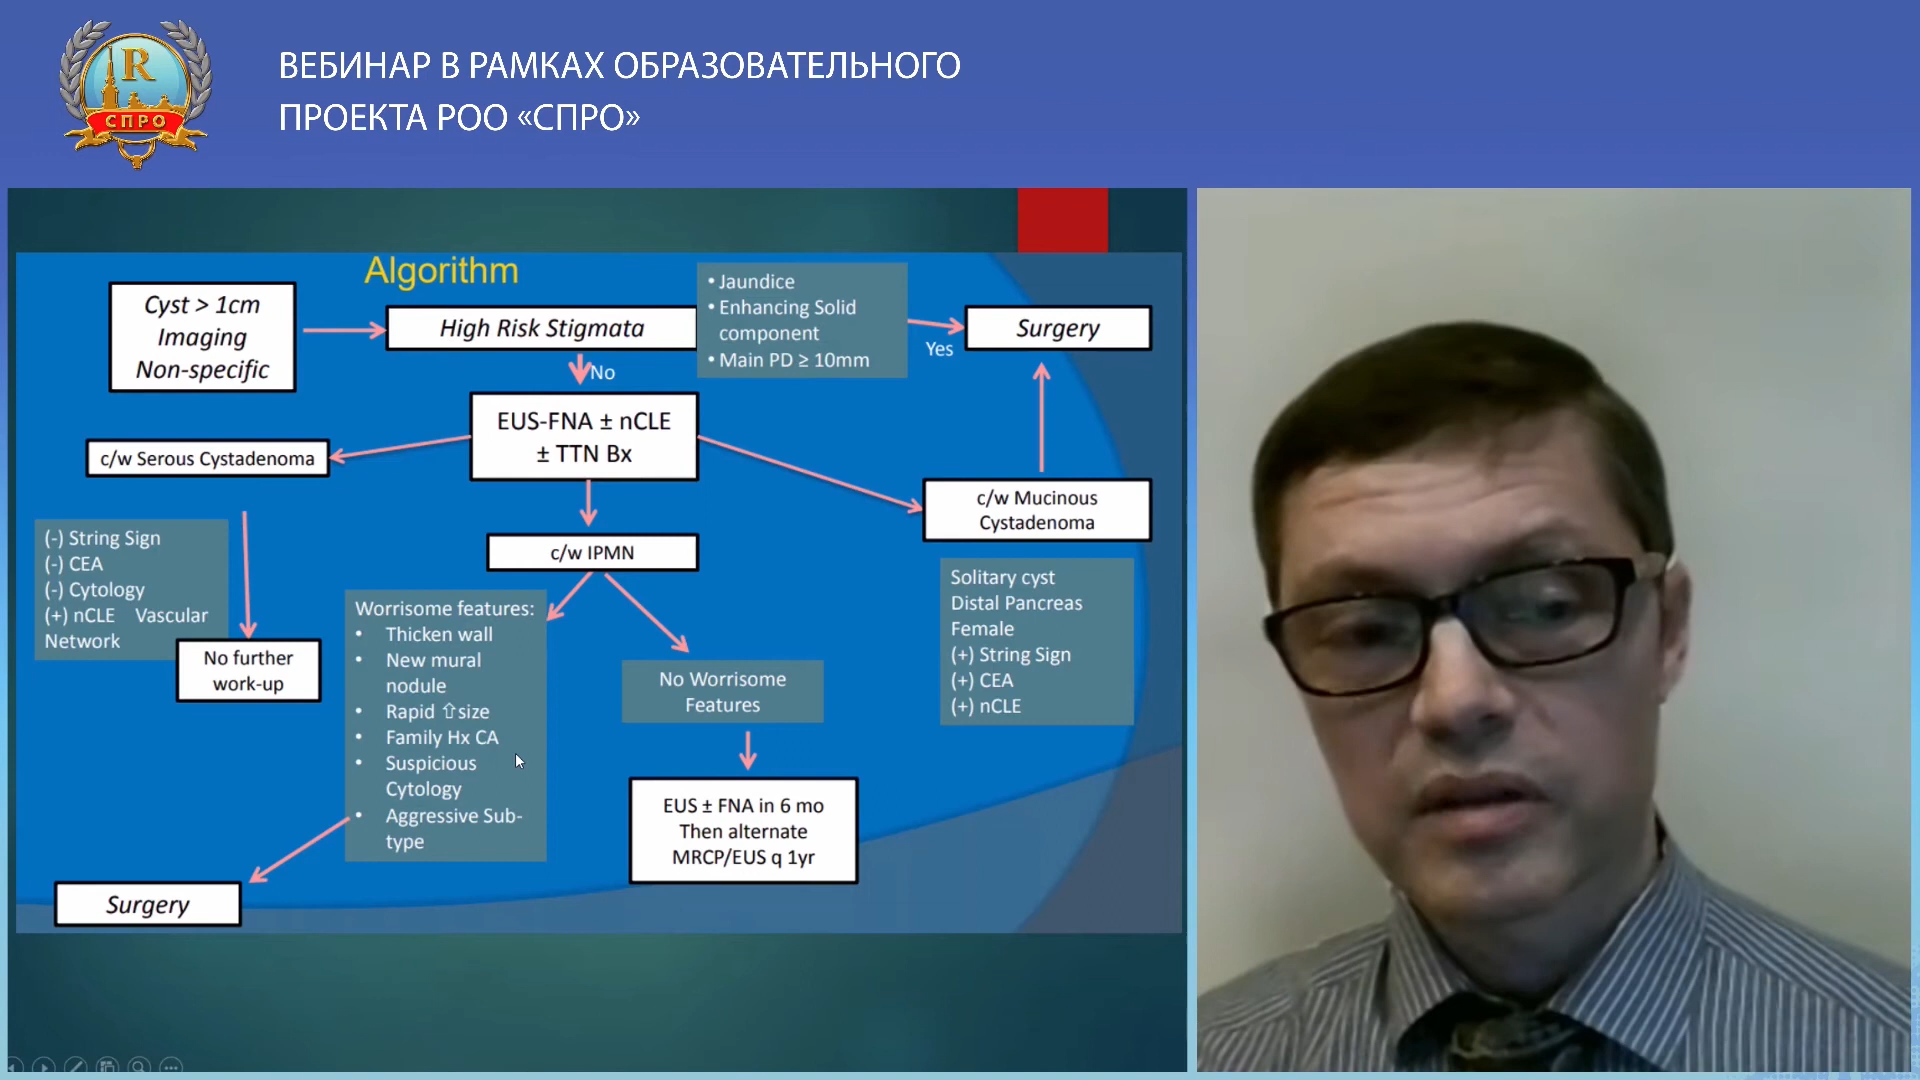 R
СПРО
ВЕБИНАР В РАМКАХ ОБРАЗОВАТЕЛЬНОГО
ПРОЕКТА РОО «СПРО»
Algorithm
Cyst > 1cm
Imaging
Non-specific
High Risk Stigmata
• Jaundice
• Enhancing Solid
component
• Main PD ≥ 10mm
Yes
Surgery
No
EUS-FNA ± nCLE
± TTN Bx
c/w Serous Cystadenoma
(-) String Sign
(-) CEA
(-) Cytology
(+) nCLE Vascular
Network
No further
work-up
c/w IPMN
Worrisome features:
• Thicken wall
• New mural
nodule
• Rapid ⇧size
• Family Hx CA
• Suspicious
Cytology
• Aggressive Sub-
type
Surgery
No Worrisome
Features
EUS ± FNA in 6 mo
Then alternate
MRCP/EUS q 1yr
c/w Mucinous
Cystadenoma
Solitary cyst
Distal Pancreas
Female
(+) String Sign
(+) CEA
(+) nCLE